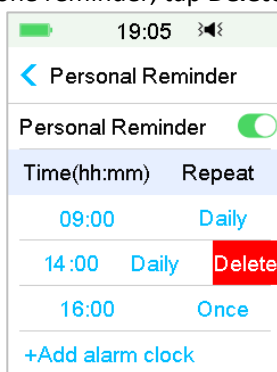 one reminder, tap Delete
19:05
Personal Reminder
Personal Reminder
Time(hh:mm) Repeat
09:00 Daily
14:00 Daily Delete
16:00 Once
+Add alarm clock